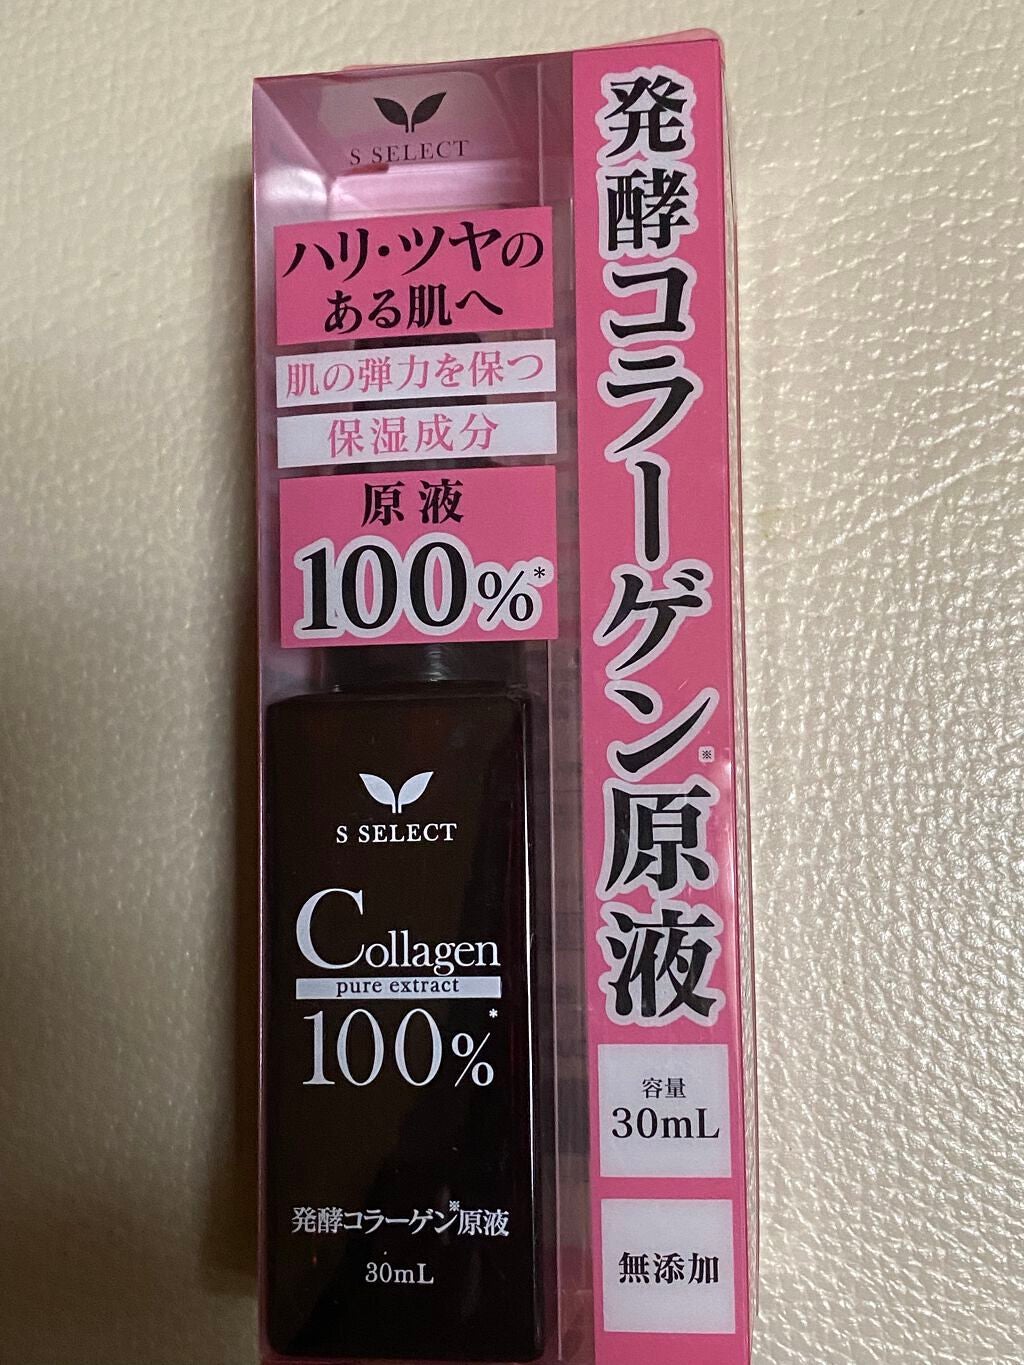 S SELECT
ハリ・ツヤの
ある肌へ
肌の弾力を保つ
保湿成分
原液
100%*
S SELECT
Collagen
pure extract
100%*
発酵コラーゲン※原液
30mL
発酵コラーゲン※原液
容量
30mL
無添加